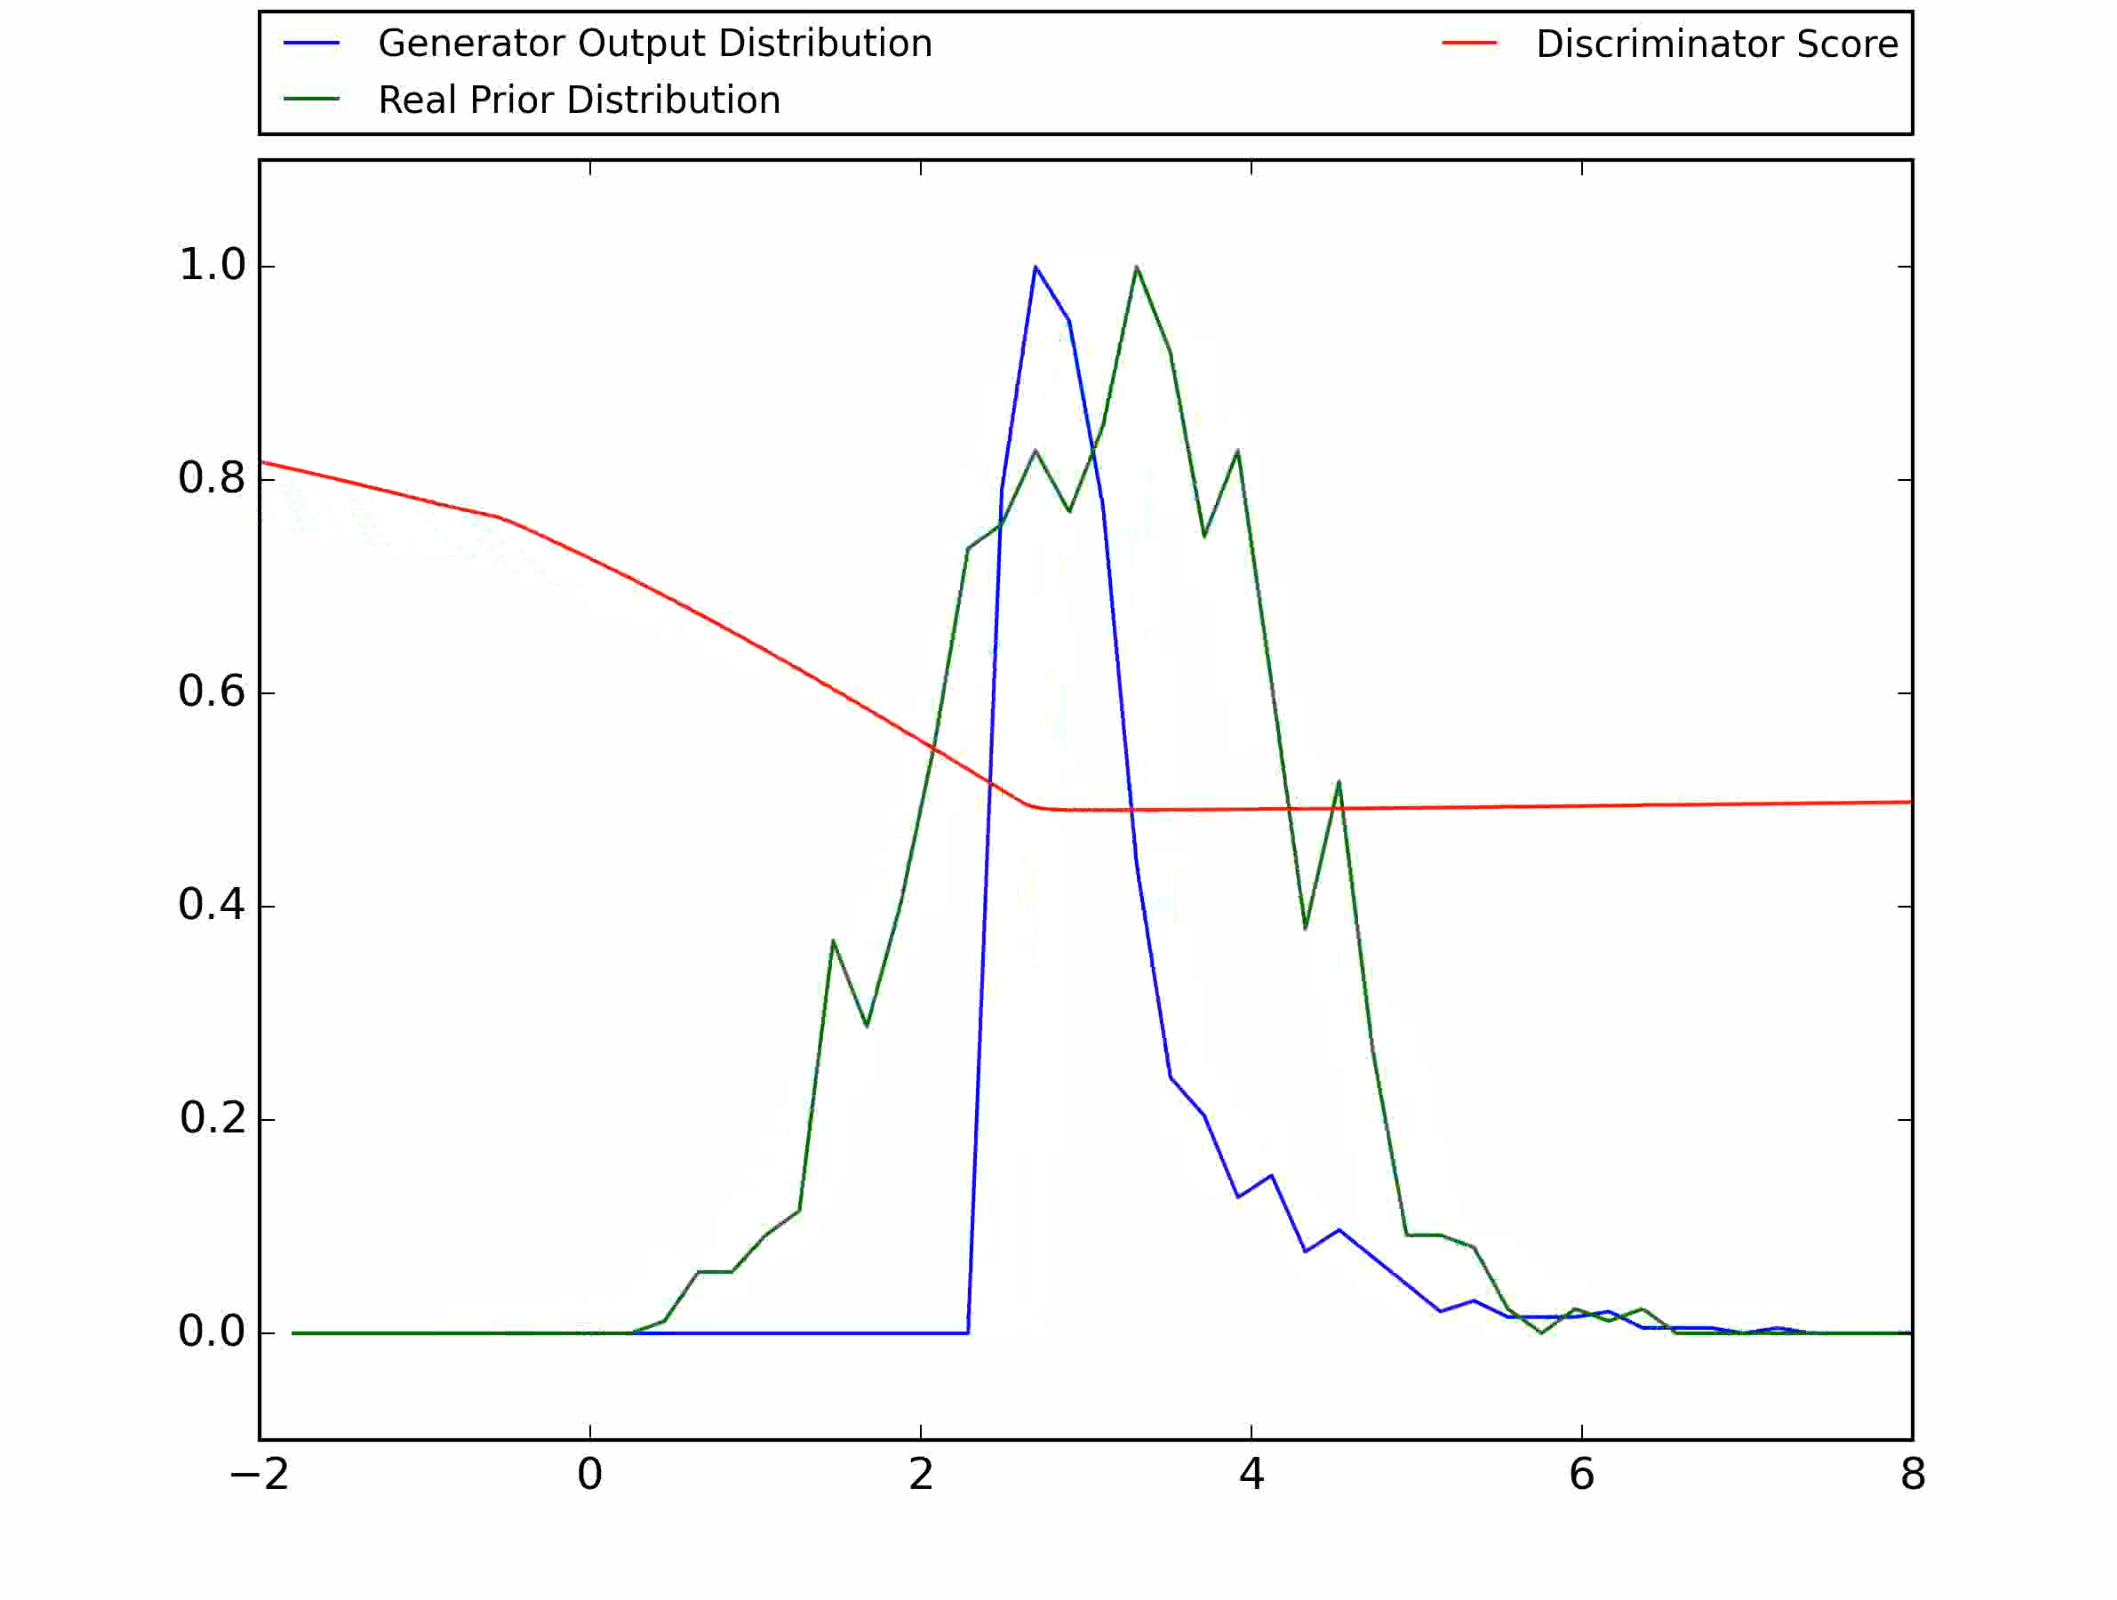 Generator Output Distribution
Real Prior Distribution
Discriminator Score
1.0
0.8
0.6
0.4
0.2
0.0
−2 0 2 4 6 8